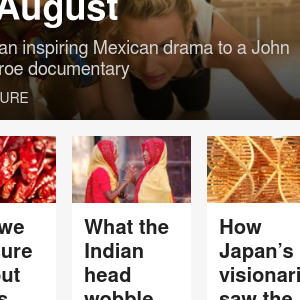 August
an inspiring Mexican drama to a John
roe documentary
URE
we
ure
out
What the
Indian
head
wobble
How
Japan's
visionari
saw the